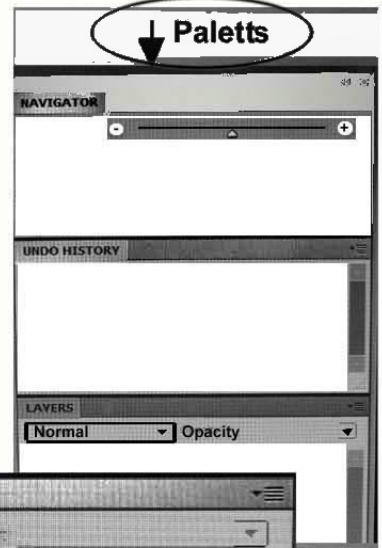 Paletts
NAVIGATOR
UNDO HISTORY
LAYERS
Normal Opacity